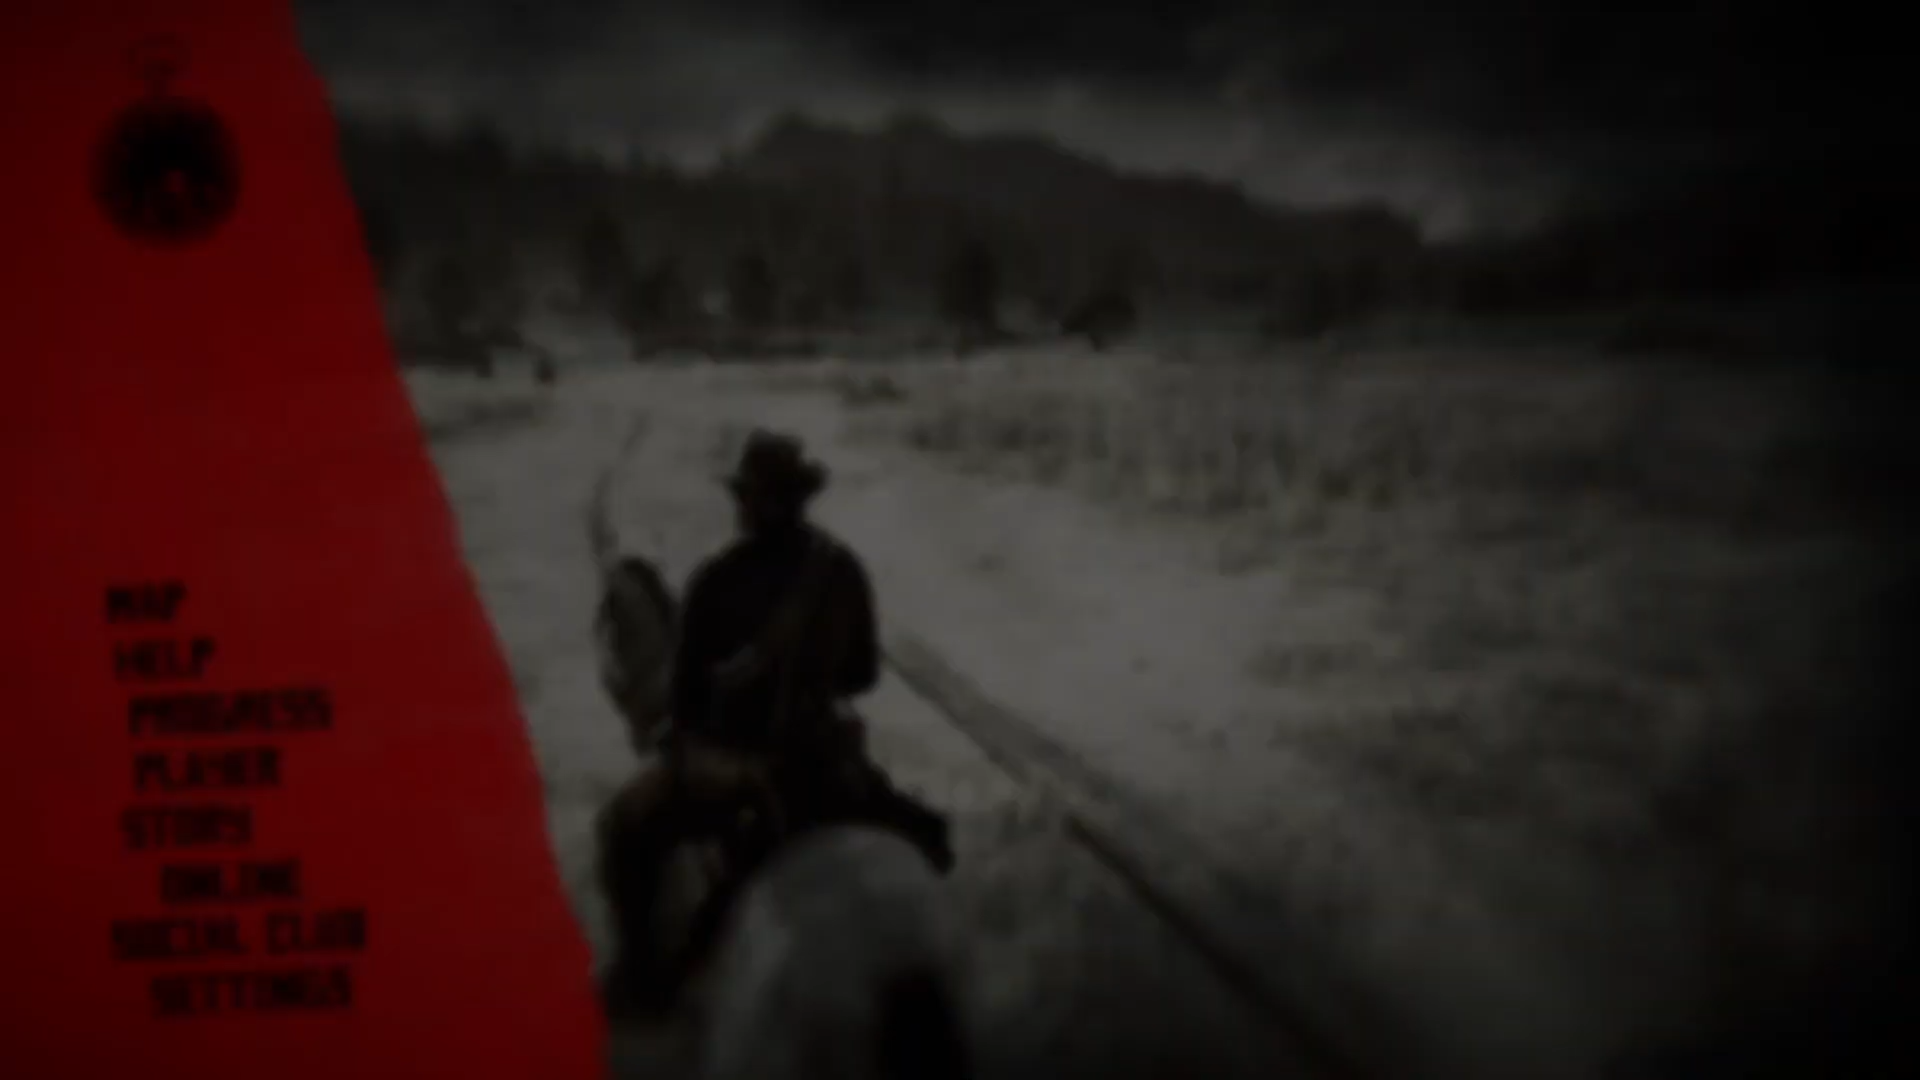 MAP
HELP
PROGRESS
PLAYER
STORY
ONLINE
SOCIAL CLUB
SETTINGS